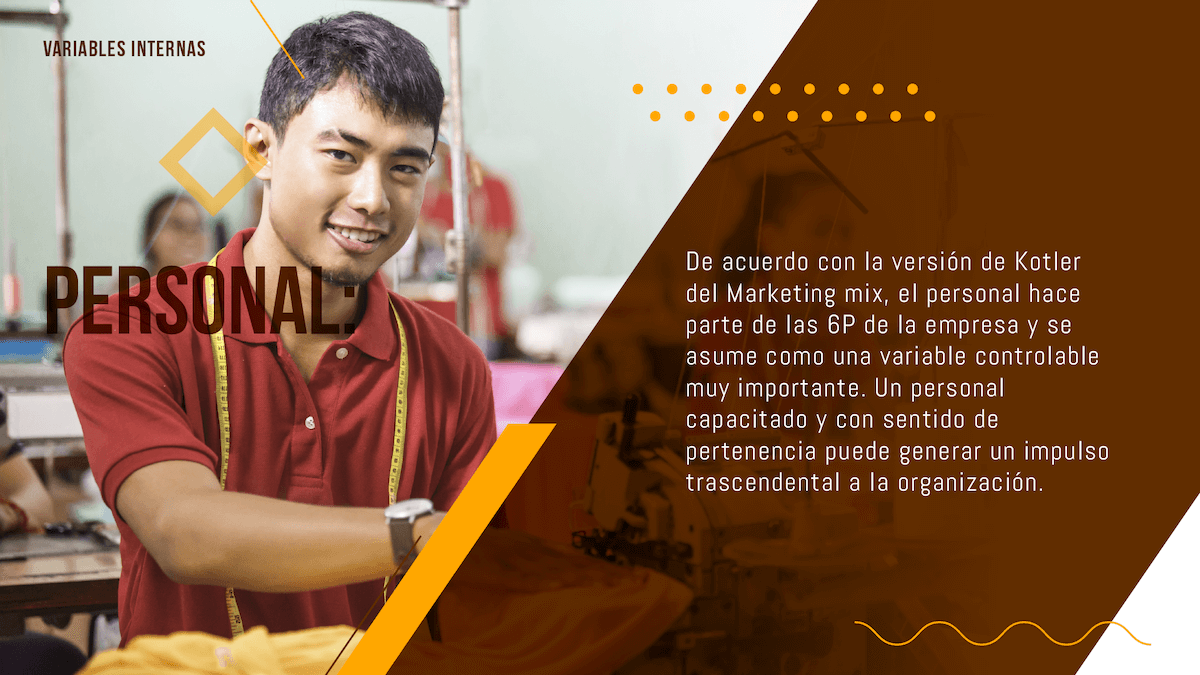 VARIABLES INTERNAS
PERSONAL:
De acuerdo con la versión de Kotler
del Marketing mix, el personal hace
parte de las 6P de la empresa y se
asume como una variable controlable
muy importante. Un personal
capacitado y con sentido de
pertenencia puede generar un impulso
trascendental a la organización.